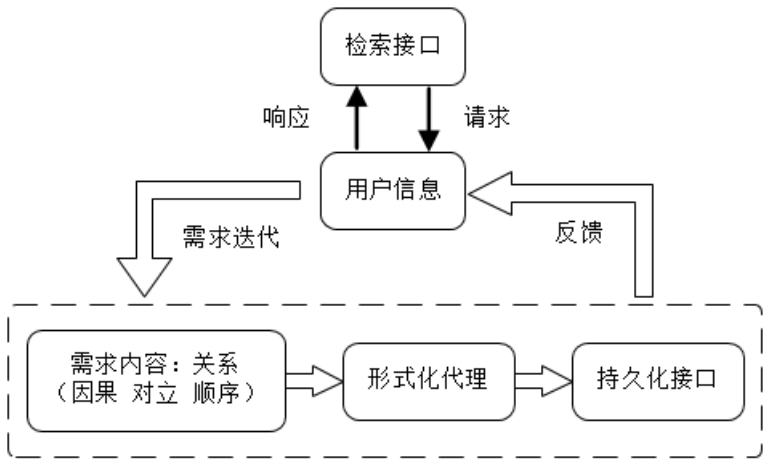 检索接口
响应
请求
用户信息
需求迭代
反馈
需求内容：关系
（因果 对立 顺序）
形式化代理
持久化接口